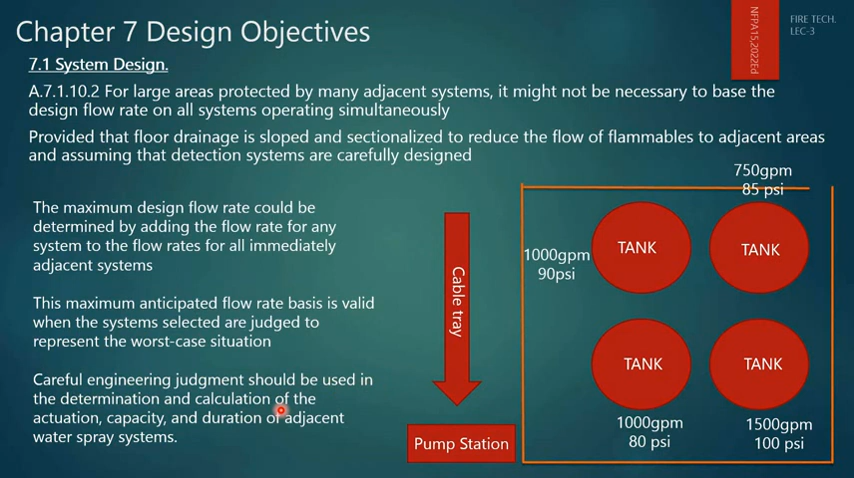 Chapter 7 Design Objectives
NFPA15,2022Ed
FIRE TECH.
LEC-3
7.1 System Design.
A.7.1.10.2 For large areas protected by many adjacent systems, it might not be necessary to base the
design flow rate on all systems operating simultaneously
Provided that floor drainage is sloped and sectionalized to reduce the flow of flammables to adjacent areas
and assuming that detection systems are carefully designed
The maximum design flow rate could be
determined by adding the flow rate for any
system to the flow rates for all immediately
adjacent systems
This maximum anticipated flow rate basis is valid
when the systems selected are judged to
represent the worst-case situation
Careful engineering judgment should be used in
the determination and calculation of the
actuation, capacity, and duration of adjacent
water spray systems.
Cable tray
Pump Station
750gpm
85 psi
1000gpm
90psi
TANK
TANK
TANK
TANK
1000gpm
80 psi
1500gpm
100 psi